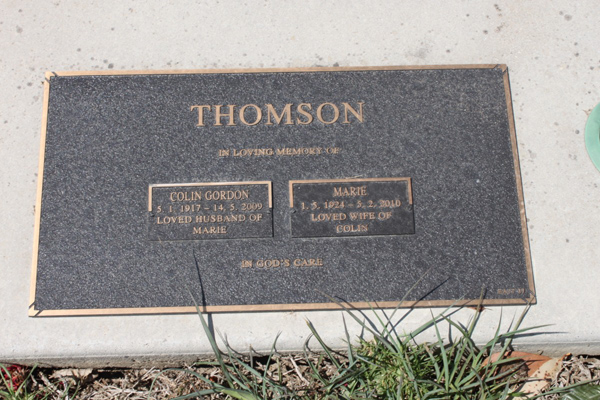 THOMSON
IN LOVING MEMORY OF
COLIN GORDON
5. 1. 1917 - 14. 5. 2009
LOVED HUSBAND OF
MARIE
MARIE
1. 5. 1924 - 3. 2. 2010
LOVED WIFE OF
COLIN
IN GOD'S CARE